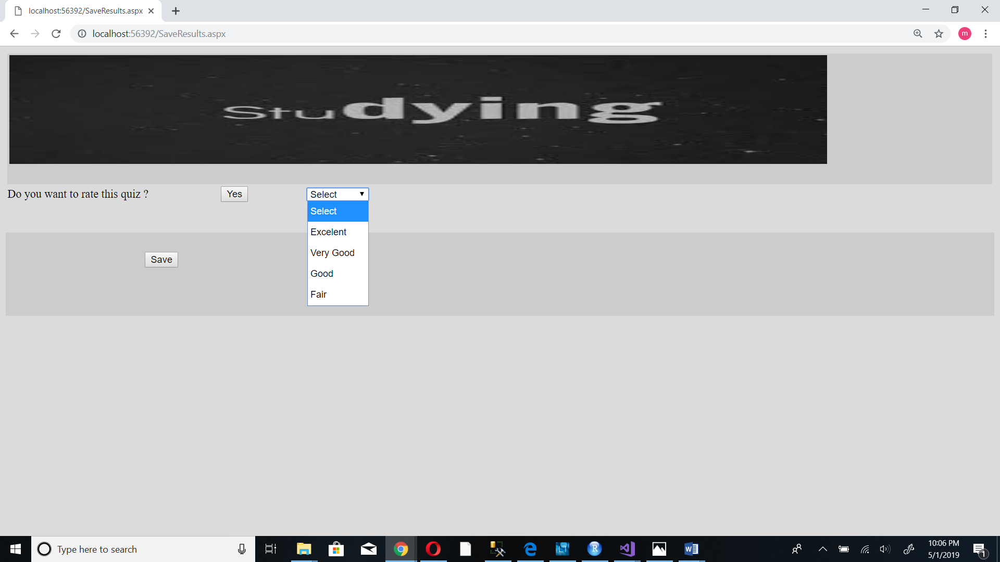 localhost:56392/SaveResults.aspx
localhost:56392/SaveResults.aspx
m
Studying
Do you want to rate this quiz ?
Yes
Select
Select
Excelent
Very Good
Good
Fair
Save
Type here to search
R
W
10:06 PM
5/1/2019
1